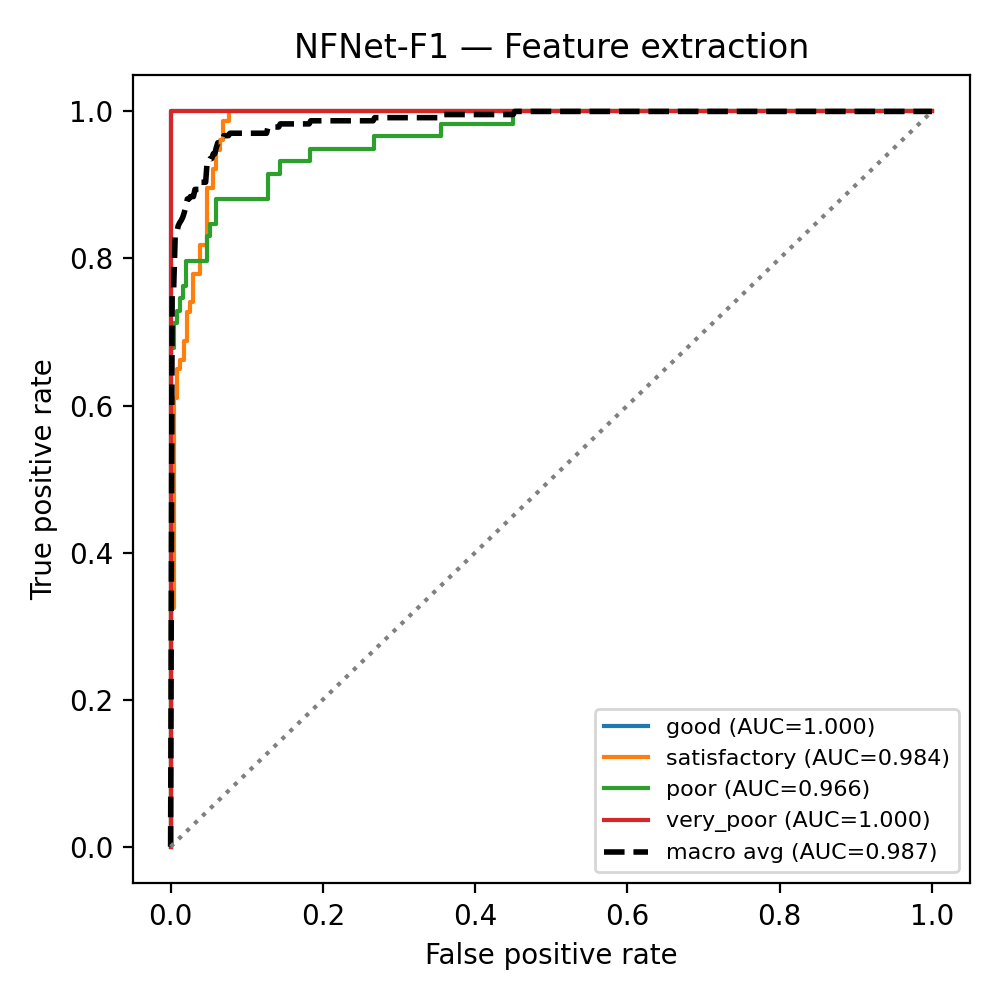 NFNet-F1 — Feature extraction
1.0
0.8
0.6
0.4
0.2
0.0
True positive rate
0.0 0.2 0.4 0.6 0.8 1.0
False positive rate
good (AUC=1.000)
satisfactory (AUC=0.984)
poor (AUC=0.966)
very_poor (AUC=1.000)
macro avg (AUC=0.987)